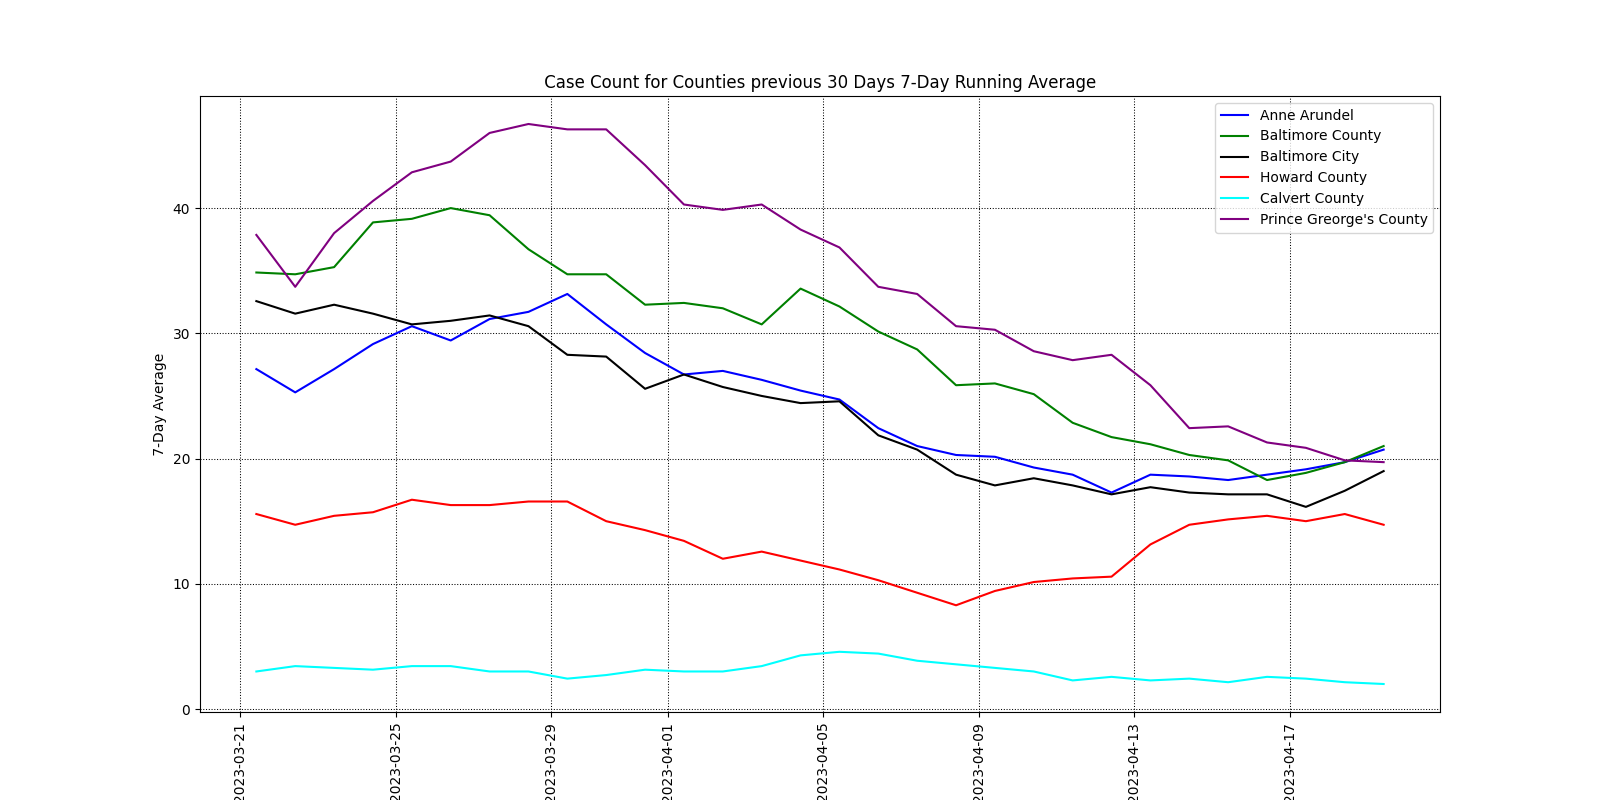 Case Count for Counties previous 30 Days 7-Day Running Average
Anne Arundel
Baltimore County
Baltimore City
Howard County
Calvert County
Prince Greorge's County
7-Day Average
40
30
20
10
0
2023-03-21
2023-03-25
2023-03-29
2023-04-01
2023-04-05
2023-04-09
2023-04-13
2023-04-17